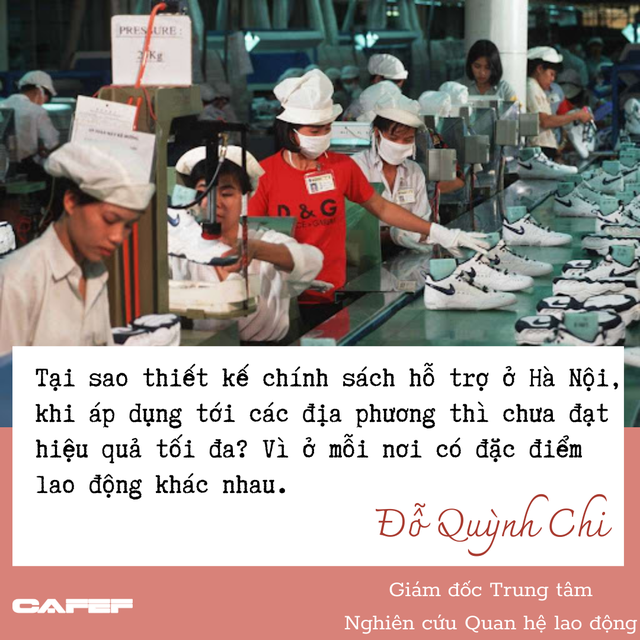 PRESSURE :
25Kg
D & G
Tại sao thiết kế chính sách hỗ trợ ở Hà Nội,
khi áp dụng tới các địa phương thì chưa đạt
hiệu quả tối đa? Vì ở mỗi nơi có đặc điểm
lao động khác nhau.
Đỗ Quỳnh Chi
Giám đốc Trung tâm
Nghiên cứu Quan hệ lao động
CAFEF